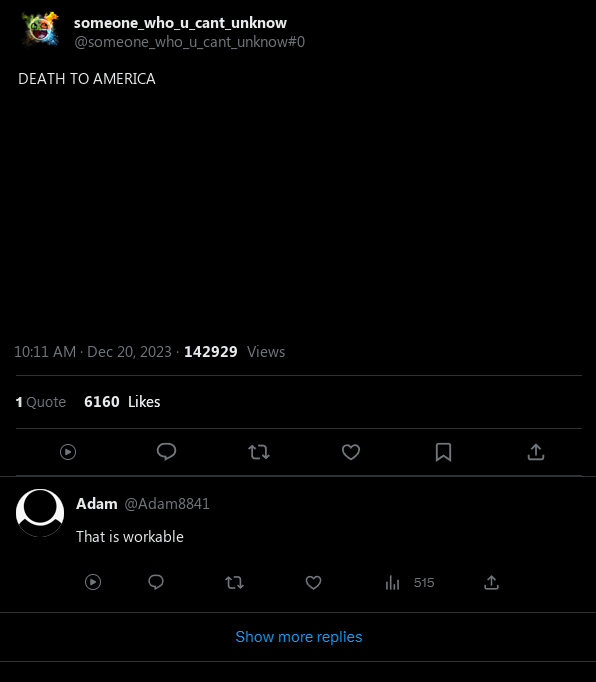 someone_who_u_cant_unknow
@someone_who_u_cant_unknow#0
DEATH TO AMERICA
10:11 AM · Dec 20, 2023 · 142929 Views
1 Quote 6160 Likes
Adam @Adam8841
That is workable
515
Show more replies